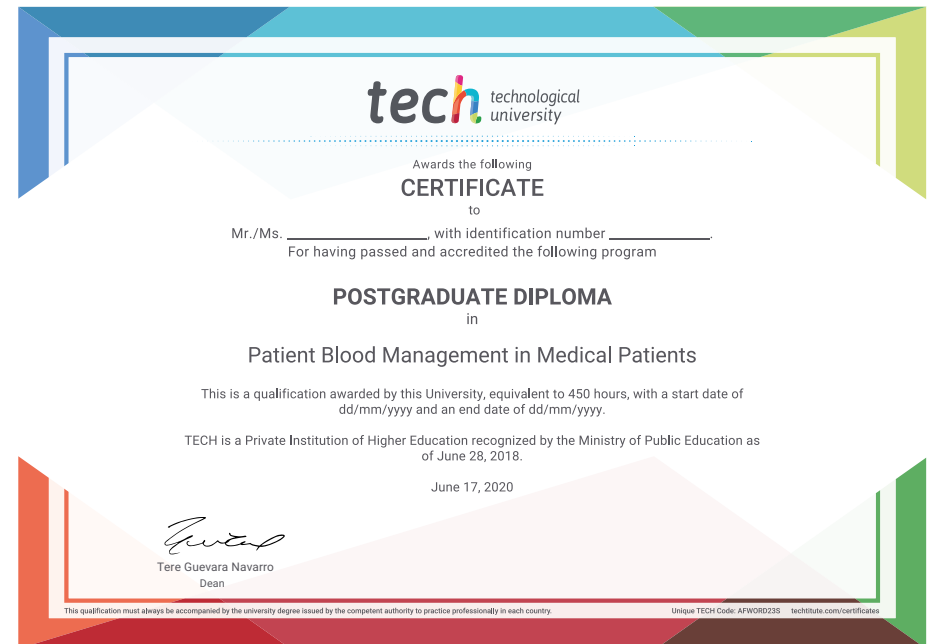 tech technological
university
Awards the following
CERTIFICATE
to
Mr./Ms. ____________________, with identification number ______________.
For having passed and accredited the following program
POSTGRADUATE DIPLOMA
in
Patient Blood Management in Medical Patients
This is a qualification awarded by this University, equivalent to 450 hours, with a start date of
dd/mm/yyyy and an end date of dd/mm/yyyy.
TECH is a Private Institution of Higher Education recognized by the Ministry of Public Education as
of June 28, 2018.
June 17, 2020
Tere Guevara Navarro
Dean
This qualification must always be accompanied by the university degree issued by the competent authority to practice professionally in each country. Unique TECH Code: AFWORD23S techtitute.com/certificates